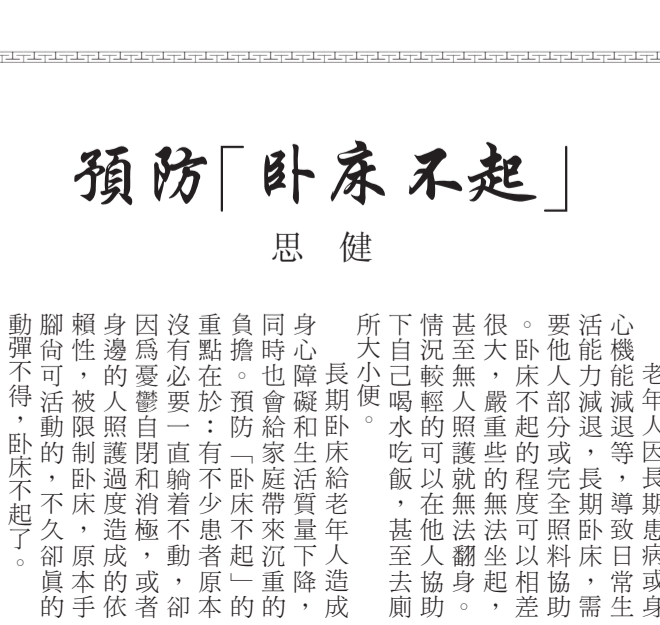 預防「卧床不起」
思健
老年人因長期患病或身
心機能減退等，導致日常生
活能力減退，長期卧床，需
要他人部分或完全照料協助
。卧床不起的程度可以相差
很大，嚴重些的無法坐起，
甚至無人照護就無法翻身。
情況較輕的可以在他人協助
下自己喝水吃飯，甚至去廁
所大小便。
長期卧床給老年人造成
身心障礙和生活質量下降，
同時也會給家庭帶來沉重的
負擔。預防「卧床不起」的
重點在於：有不少患者原本
沒有必要一直躺着不動，卻
因爲憂鬱自閉和消極，或者
身邊的人照護過度造成的依
賴性，被限制卧床，原本手
腳尙可活動的，不久卻眞的
動彈不得，卧床不起了。